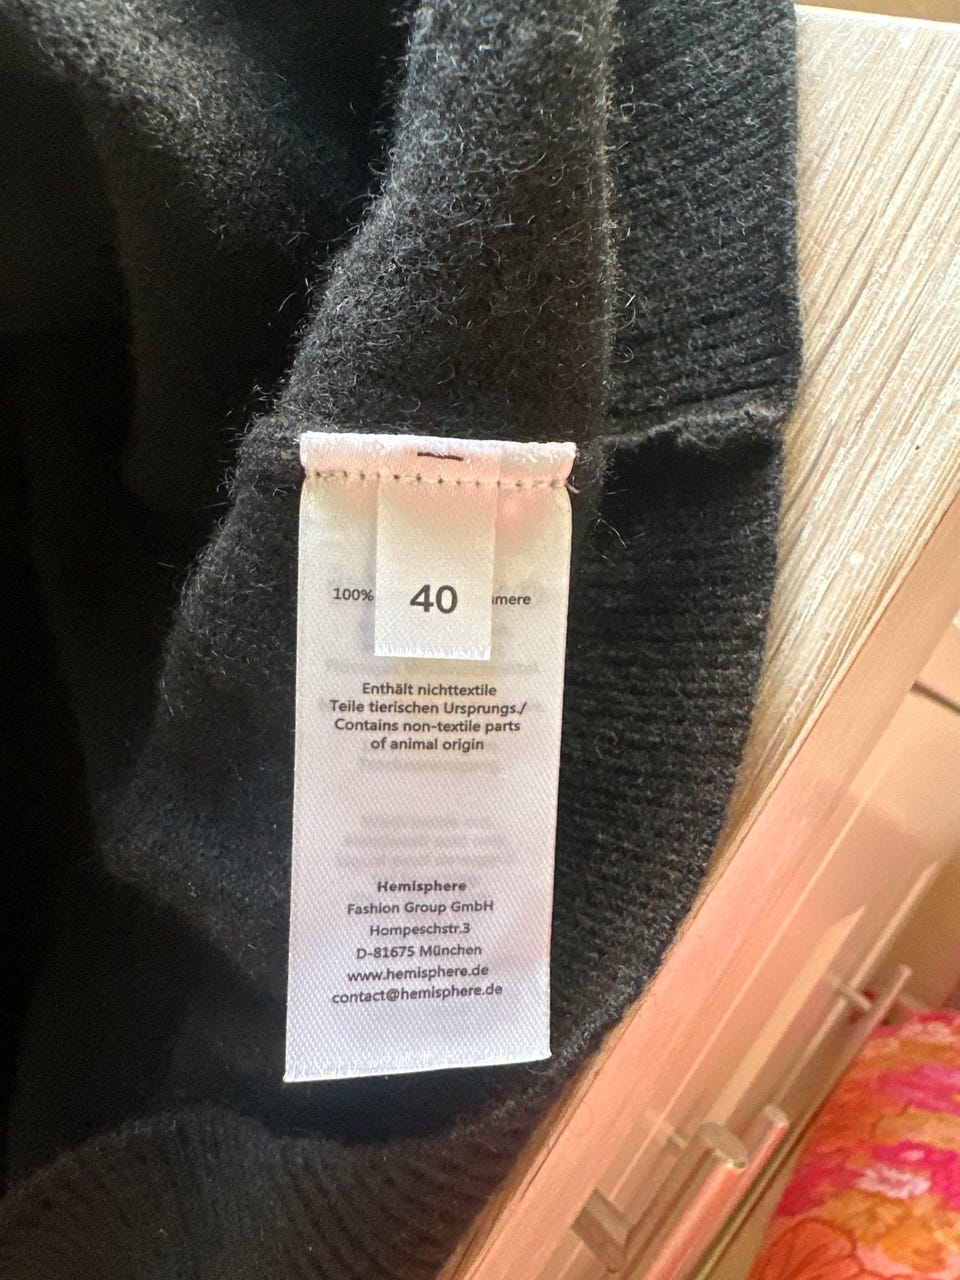 40
100%
Enthält nichttextile
Teile tierischen Ursprungs./
Contains non-textile parts
of animal origin
Hemisphere
Fashion Group GmbH
Hompeschstr.3
D-81675 München
www.hemisphere.de
contact@hemisphere.de